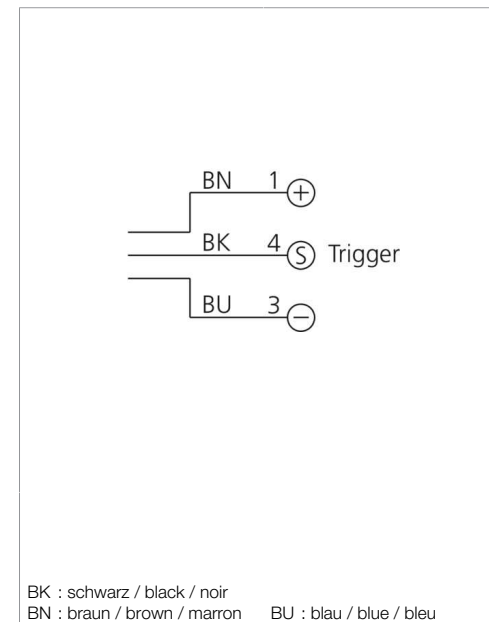 BN 1 +
BK 4 S Trigger
BU 3 −
BK : schwarz / black / noir
BN : braun / brown / marron BU : blau / blue / bleu